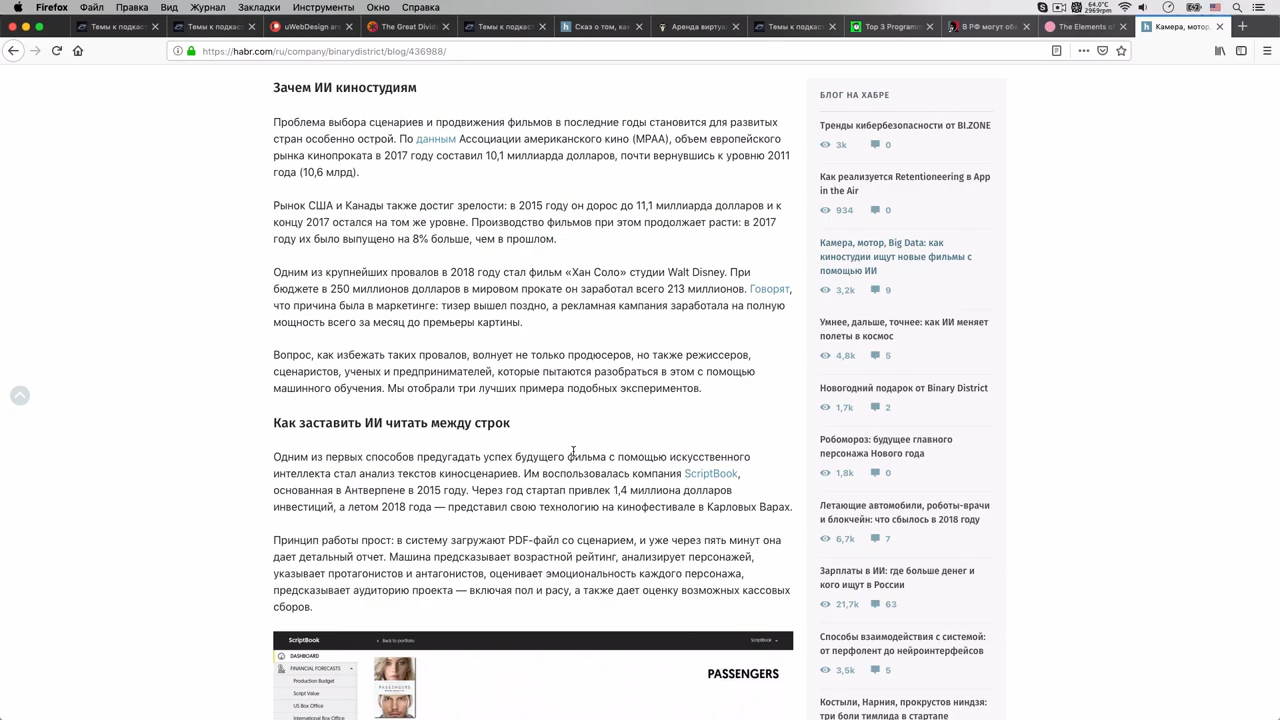 Firefox Файл Правка Вид Журнал Закладки Инструменты Окно Справка
64.0°C
2659rpm
Темы к подкаст
Темы к подкаст
uWebDesign ar
The Great Divid
Темы к подкаст
Сказ о том, как
Аренда виртуа
Темы к подкаст
Top 3 Program
В РФ могут об
The Elements o
Камера, мотор,
https://habr.com/ru/company/binarydistrict/blog/436988/
Зачем ИИ киностудиям
Проблема выбора сценариев и продвижения фильмов в последние годы становится для развитых
стран особенно острой. По данным Ассоциации американского кино (MPAA), объем европейского
рынка кинопроката в 2017 году составил 10,1 миллиарда долларов, почти вернувшись к уровню 2011
года (10,6 млрд).
Рынок США и Канады также достиг зрелости: в 2015 году он дорос до 11,1 миллиарда долларов и к
концу 2017 остался на том же уровне. Производство фильмов при этом продолжает расти: в 2017
году их было выпущено на 8% больше, чем в прошлом.
Одним из крупнейших провалов в 2018 году стал фильм «Хан Соло» студии Walt Disney. При
бюджете в 250 миллионов долларов в мировом прокате он заработал всего 213 миллионов. Говорят,
что причина была в маркетинге: тизер вышел поздно, а рекламная кампания заработала на полную
мощность всего за месяц до премьеры картины.
Вопрос, как избежать таких провалов, волнует не только продюсеров, но также режиссеров,
сценаристов, ученых и предпринимателей, которые пытаются разобраться в этом с помощью
машинного обучения. Мы отобрали три лучших примера подобных экспериментов.
Как заставить ИИ читать между строк
Одним из первых способов предугадать успех будущего фильма с помощью искусственного
интеллекта стал анализ текстов киносценариев. Им воспользовалась компания ScriptBook,
основанная в Антверпене в 2015 году. Через год стартап привлек 1,4 миллиона долларов
инвестиций, а летом 2018 года — представил свою технологию на кинофестивале в Карловых Варах.
Принцип работы прост: в систему загружают PDF-файл со сценарием, и уже через пять минут она
дает детальный отчет. Машина предсказывает возрастной рейтинг, анализирует персонажей,
указывает протагонистов и антагонистов, оценивает эмоциональность каждого персонажа,
предсказывает аудиторию проекта — включая пол и расу, а также дает оценку возможных кассовых
сборов.
ScriptBook
Back to portfolio
ScriptBook
DASHBOARD
FINANCIAL FORECASTS
Production Budget
Script Value
US Box Office
International Box Office
PASSENGERS
PASSENGERS
БЛОГ НА ХАБРЕ
Тренды кибербезопасности от BI.ZONE
3k 0
Как реализуется Retentioneering в App
in the Air
934 0
Камера, мотор, Big Data: как
киностудии ищут новые фильмы с
помощью ИИ
3,2k 9
Умнее, дальше, точнее: как ИИ меняет
полеты в космос
4,8k 5
Новогодний подарок от Binary District
1,7k 2
Робомороз: будущее главного
персонажа Нового года
1,8k 0
Летающие автомобили, роботы-врачи
и блокчейн: что сбылось в 2018 году
6,7k 7
Зарплаты в ИИ: где больше денег и
кого ищут в России
21,7k 63
Способы взаимодействия с системой:
от перфолент до нейроинтерфейсов
3,5k 5
Костыли, Нарния, прокрустов ниндзя:
три боли тимлида в стартапе